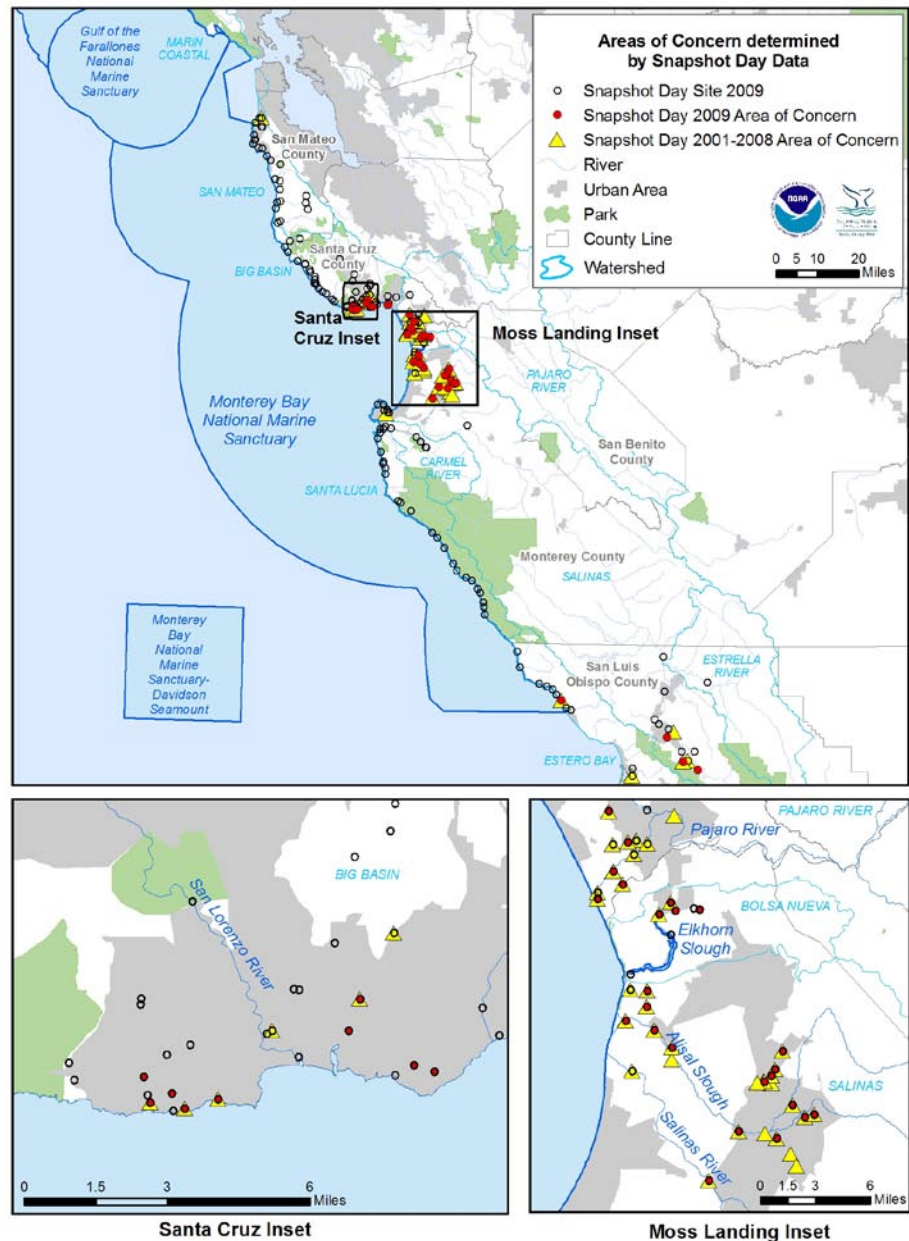 Gulf of the
Farallones
National
Marine
Sanctuary
MARIN
COASTAL
San Mateo
County
SAN MATEO
Santa Cruz
County
BIG BASIN
Santa
Cruz Inset
Moss Landing Inset
PAJARO
RIVER
Monterey Bay
National Marine
Sanctuary
San Benito
County
CARMEL
RIVER
SANTA LUCIA
Monterey County
SALINAS
Monterey
Bay
National
Marine
Sanctuary-
Davidson
Seamount
San Luis
Obispo County
ESTRELLA
RIVER
ESTERO BAY
Areas of Concern determined
by Snapshot Day Data
Snapshot Day Site 2009
Snapshot Day 2009 Area of Concern
Snapshot Day 2001-2008 Area of Concern
River
Urban Area
Park
County Line
Watershed
NOAA
0 5 10 20
Miles
BIG BASIN
San Lorenzo River
0 1.5 3 6
Miles
Santa Cruz Inset
PAJARO RIVER
Pajaro River
BOLSA NUEVA
Elkhorn
Slough
Alisal Slough
SALINAS
Salinas River
0 1.5 3 6
Miles
Moss Landing Inset